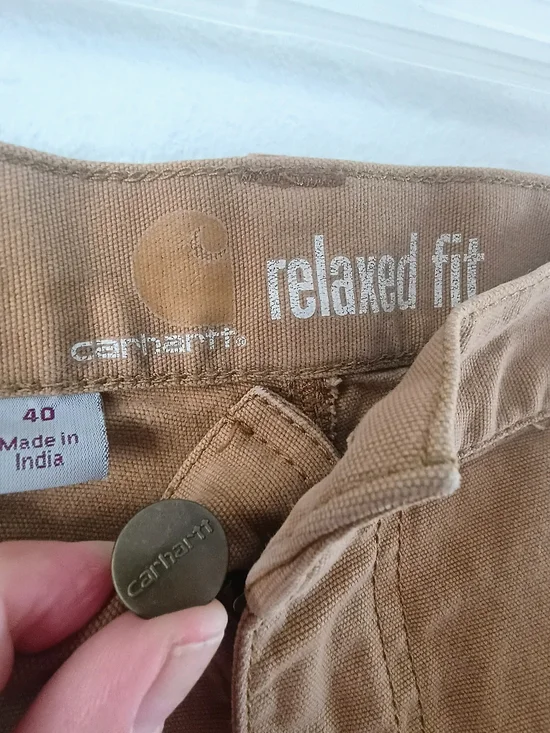 relaxed fit
carhartt®
40
Made in
India
carhartt